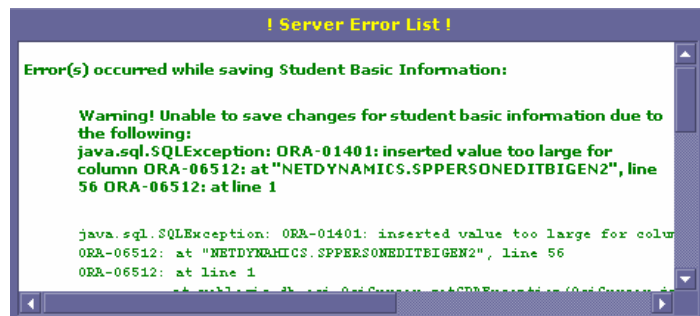 ! Server Error List !
Error(s) occurred while saving Student Basic Information:
Warning! Unable to save changes for student basic information due to
the following:
java.sql.SQLException: ORA-01401: inserted value too large for
column ORA-06512: at "NETDYNAMICS.SPPERSONEDITBIGEN2", line
56 ORA-06512: at line 1
java.sql.SQLException: ORA-01401: inserted value too large for colum
ORA-06512: at "NETDYNAMICS.SPPERSONEDITBIGEN2", line 56
ORA-06512: at line 1